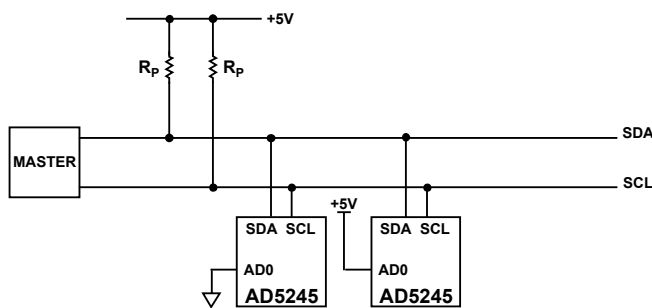 +5V
RP RP
SDA
MASTER
SCL
+5V
SDA SCL SDA SCL
AD0 AD0
AD5245 AD5245